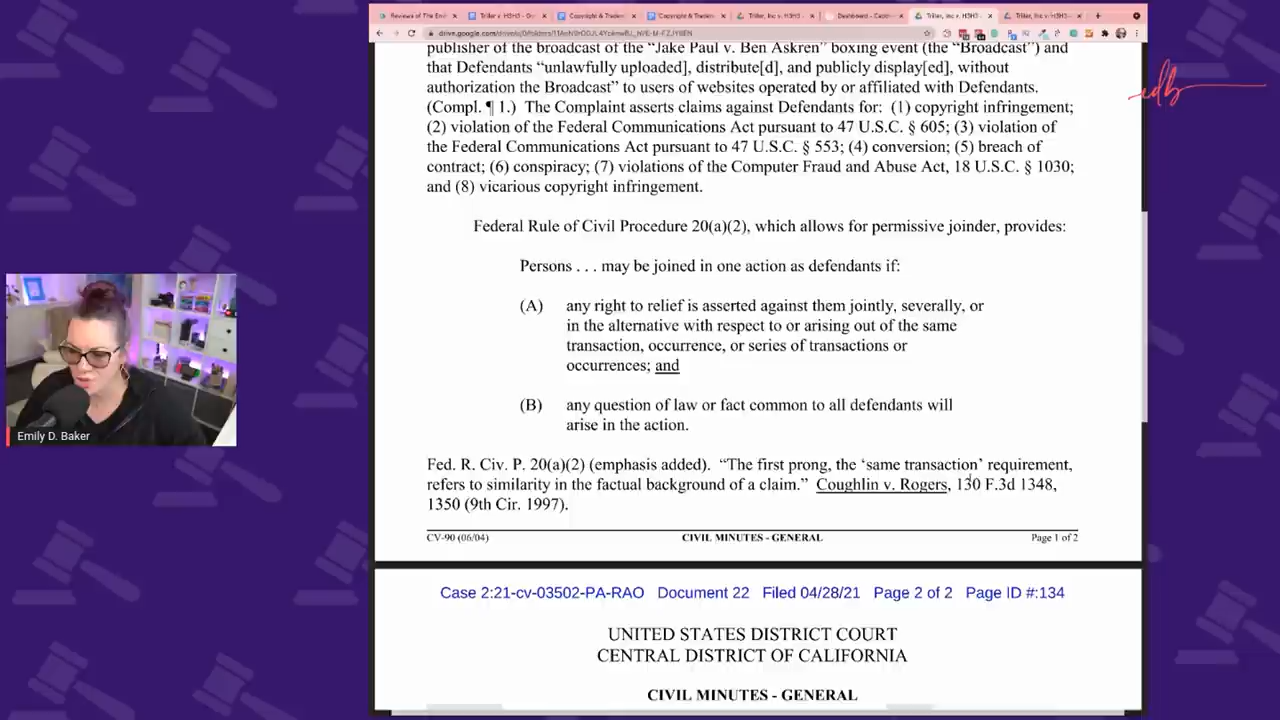 Triller, Inc v. H3H3 -
Triller, Inc v. H3H3
publisher of the broadcast of the “Jake Paul v. Ben Askren” boxing event (the “Broadcast”) and
that Defendants “unlawfully upload[ed], distribute[d], and publicly display[ed], without
authorization the Broadcast” to users of websites operated by or affiliated with Defendants.
(Compl. ¶ 1.)  The Complaint asserts claims against Defendants for:  (1) copyright infringement;
(2) violation of the Federal Communications Act pursuant to 47 U.S.C. § 605; (3) violation of
the Federal Communications Act pursuant to 47 U.S.C. § 553; (4) conversion; (5) breach of
contract; (6) conspiracy; (7) violations of the Computer Fraud and Abuse Act, 18 U.S.C. § 1030;
and (8) vicarious copyright infringement.
Federal Rule of Civil Procedure 20(a)(2), which allows for permissive joinder, provides:
Persons . . . may be joined in one action as defendants if:
(A) any right to relief is asserted against them jointly, severally, or
in the alternative with respect to or arising out of the same
transaction, occurrence, or series of transactions or
occurrences; and
(B) any question of law or fact common to all defendants will
arise in the action.
Fed. R. Civ. P. 20(a)(2) (emphasis added).  “The first prong, the ‘same transaction’ requirement,
refers to similarity in the factual background of a claim.”  Coughlin v. Rogers, 130 F.3d 1348,
1350 (9th Cir. 1997).
CV-90 (06/04) CIVIL MINUTES - GENERAL Page 1 of 2
Case 2:21-cv-03502-PA-RAO Document 22 Filed 04/28/21 Page 2 of 2 Page ID #:134
UNITED STATES DISTRICT COURT
CENTRAL DISTRICT OF CALIFORNIA
CIVIL MINUTES - GENERAL
Emily D. Baker
edb